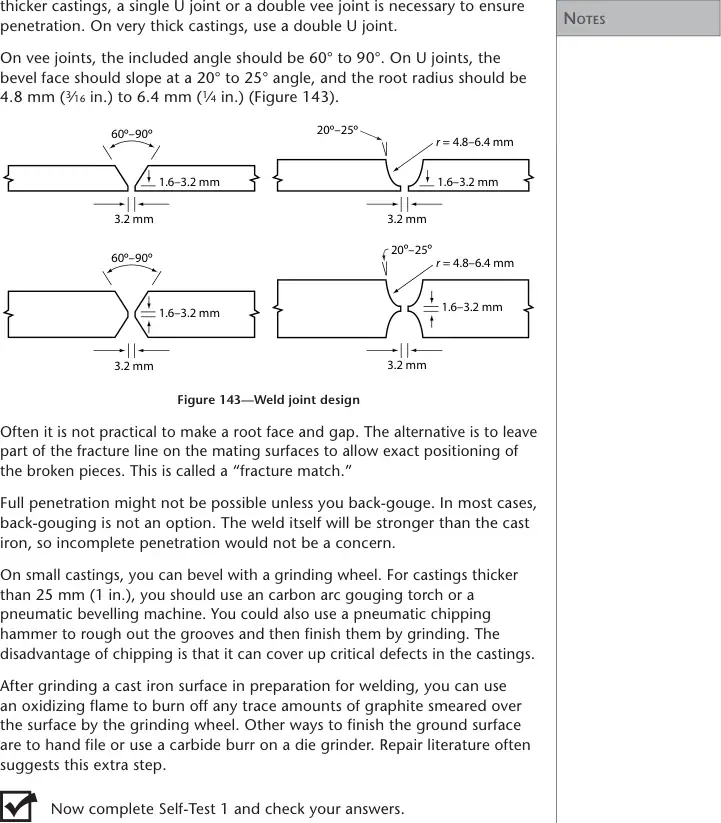 thicker castings, a single U joint or a double vee joint is necessary to ensure
penetration. On very thick castings, use a double U joint.
On vee joints, the included angle should be 60° to 90°. On U joints, the
bevel face should slope at a 20° to 25° angle, and the root radius should be
4.8 mm (3⁄16 in.) to 6.4 mm (1⁄4 in.) (Figure 143).
60º–90º
1.6–3.2 mm
3.2 mm
20º–25º
r = 4.8–6.4 mm
1.6–3.2 mm
3.2 mm
60º–90º
1.6–3.2 mm
3.2 mm
20º–25º
r = 4.8–6.4 mm
1.6–3.2 mm
3.2 mm
Figure 143—Weld joint design
Often it is not practical to make a root face and gap. The alternative is to leave
part of the fracture line on the mating surfaces to allow exact positioning of
the broken pieces. This is called a “fracture match.”
Full penetration might not be possible unless you back-gouge. In most cases,
back-gouging is not an option. The weld itself will be stronger than the cast
iron, so incomplete penetration would not be a concern.
On small castings, you can bevel with a grinding wheel. For castings thicker
than 25 mm (1 in.), you should use an carbon arc gouging torch or a
pneumatic bevelling machine. You could also use a pneumatic chipping
hammer to rough out the grooves and then finish them by grinding. The
disadvantage of chipping is that it can cover up critical defects in the castings.
After grinding a cast iron surface in preparation for welding, you can use
an oxidizing flame to burn off any trace amounts of graphite smeared over
the surface by the grinding wheel. Other ways to finish the ground surface
are to hand file or use a carbide burr on a die grinder. Repair literature often
suggests this extra step.
Now complete Self-Test 1 and check your answers.
NOTES